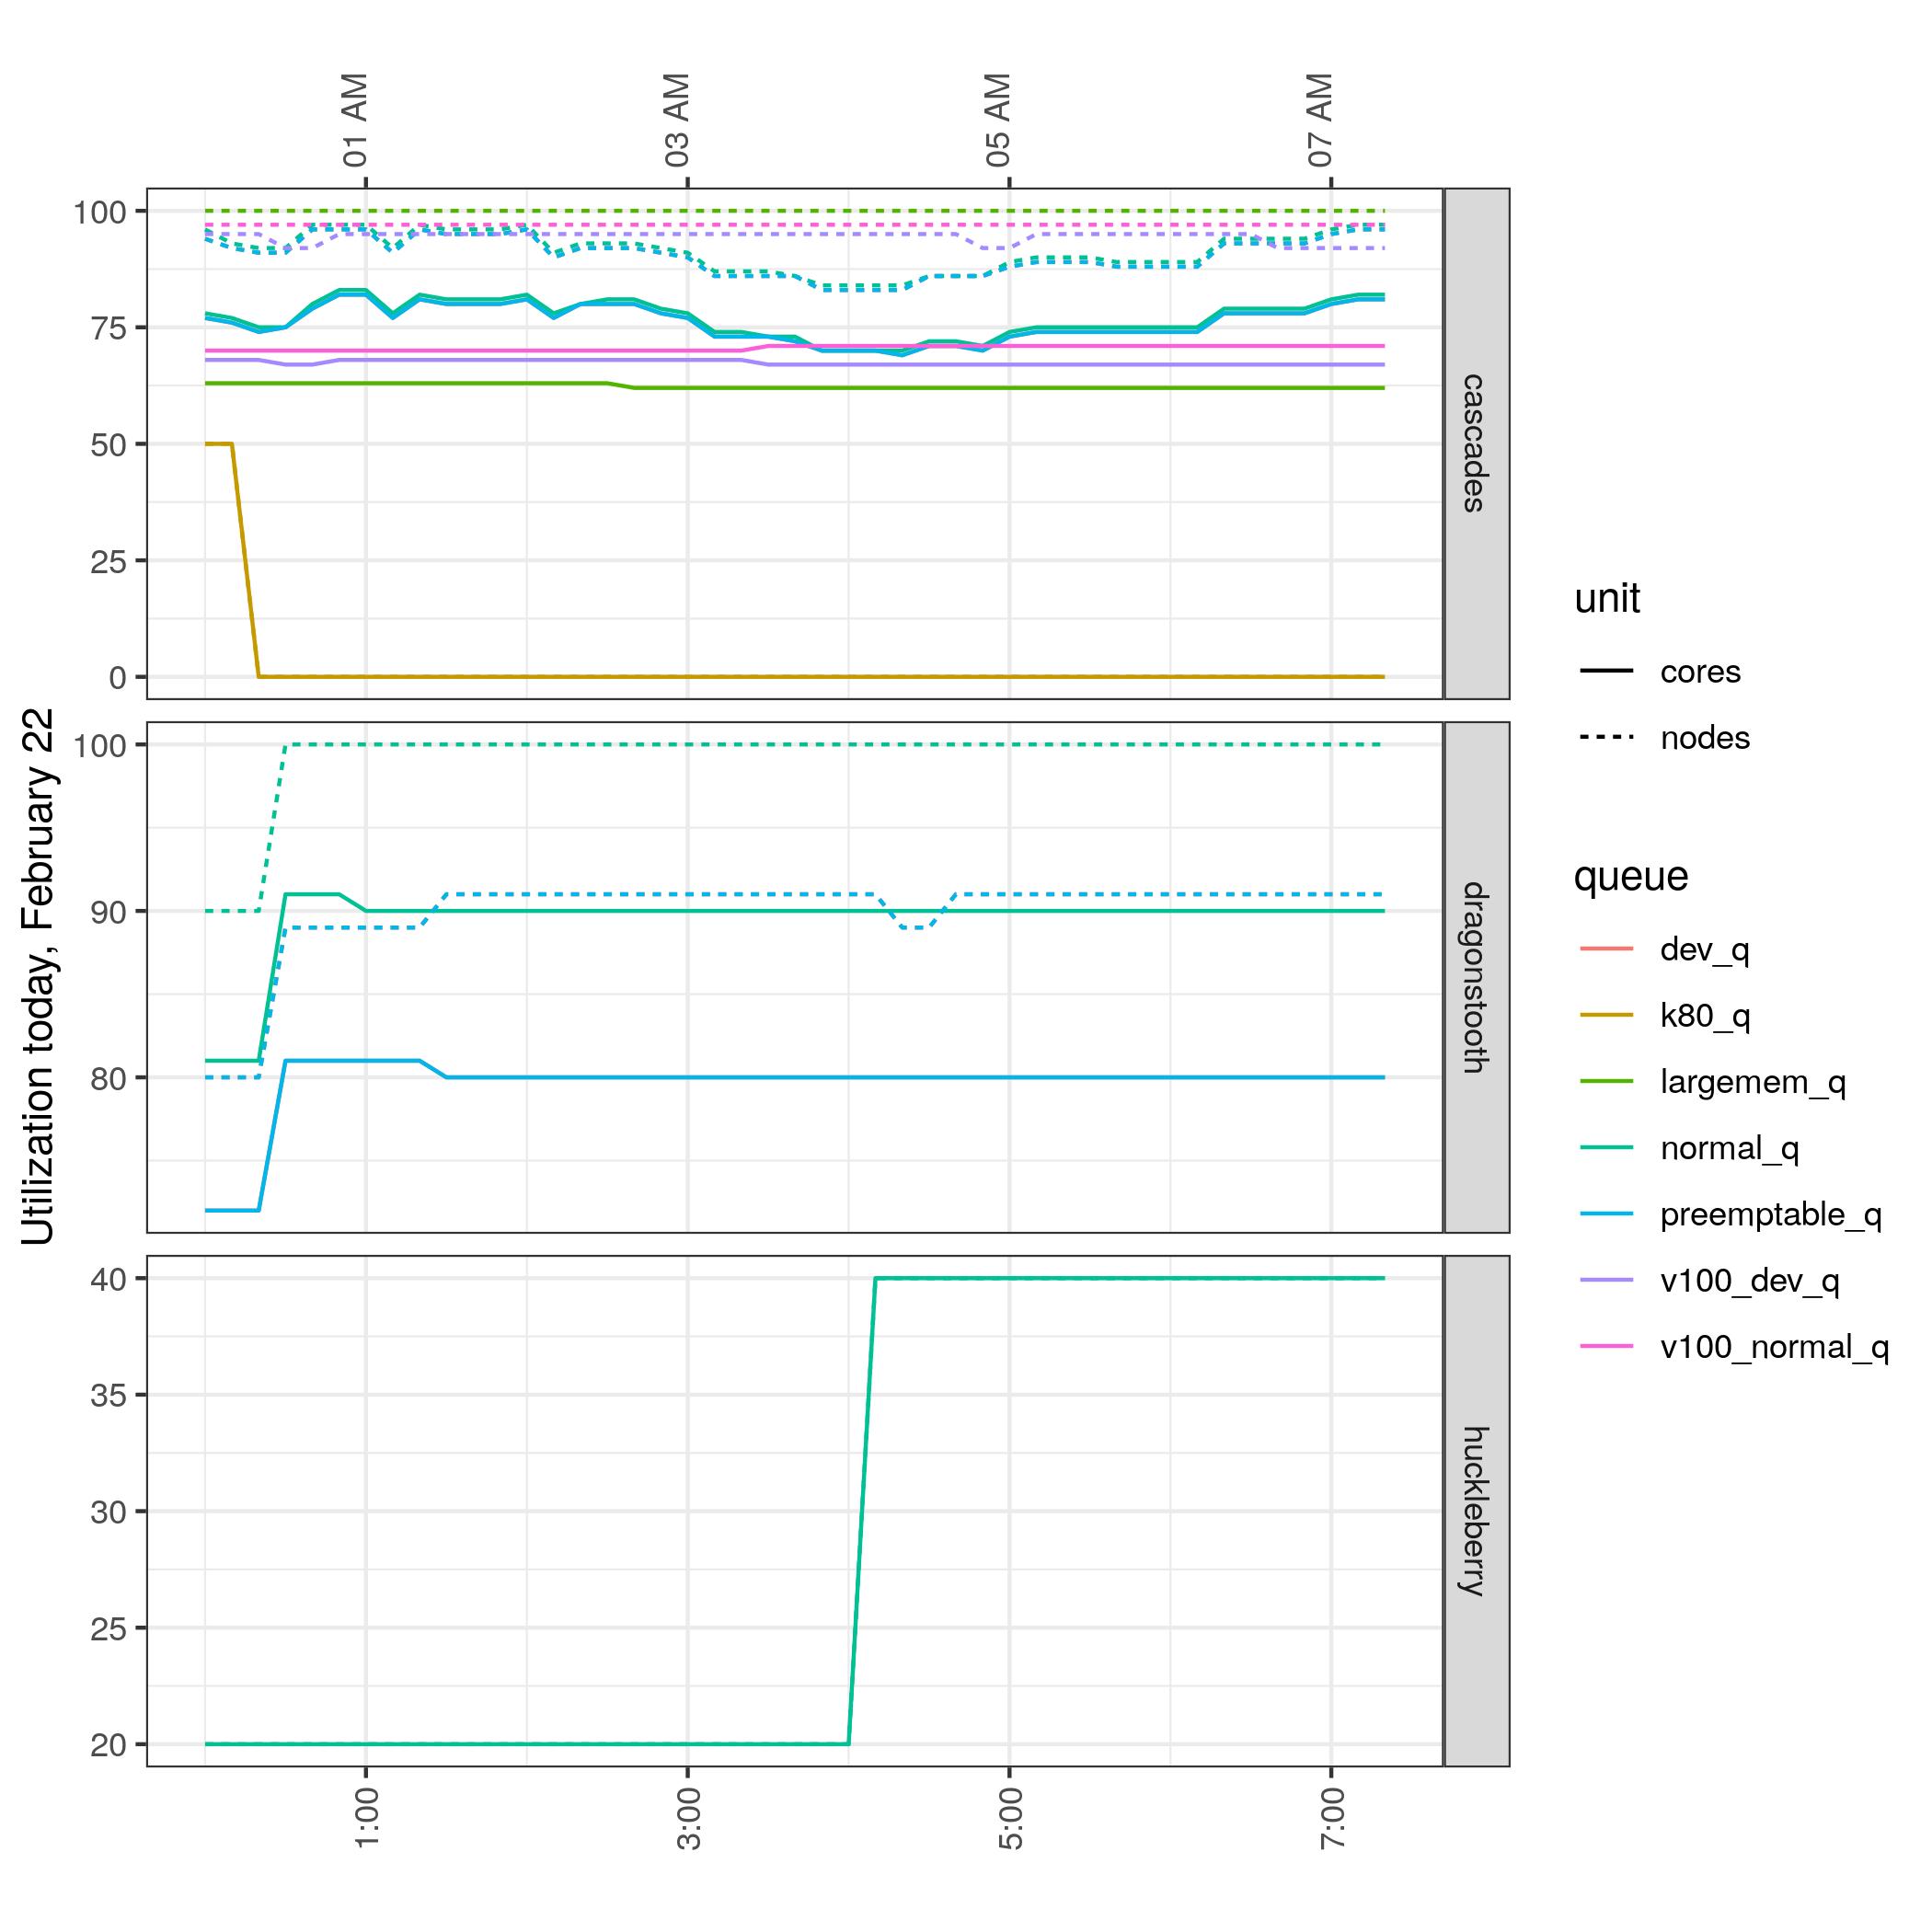 01 AM
03 AM
05 AM
07 AM
Utilization today, February 22
100
75
50
25
0
cascades
100
90
80
dragonstooth
40
35
30
25
20
huckleberry
1:00
3:00
5:00
7:00
unit
cores
nodes
queue
dev_q
k80_q
largemem_q
normal_q
preemptable_q
v100_dev_q
v100_normal_q